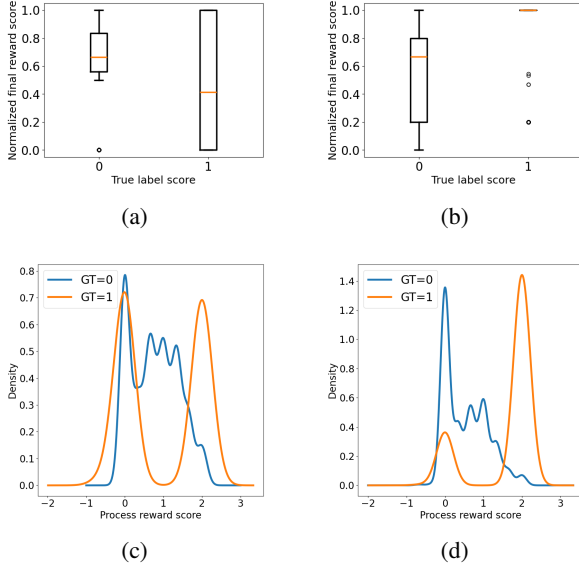 1.0
0.8
0.6
0.4
0.2
0.0
Normalized final reward score
0 1
True label score
(a)
1.0
0.8
0.6
0.4
0.2
0.0
Normalized final reward score
0 1
True label score
(b)
0.8
0.7
0.6
0.5
0.4
0.3
0.2
0.1
0.0
Density
GT=0
GT=1
−2 −1 0 1 2 3
Process reward score
(c)
1.4
1.2
1.0
0.8
0.6
0.4
0.2
0.0
Density
GT=0
GT=1
−2 −1 0 1 2 3
Process reward score
(d)